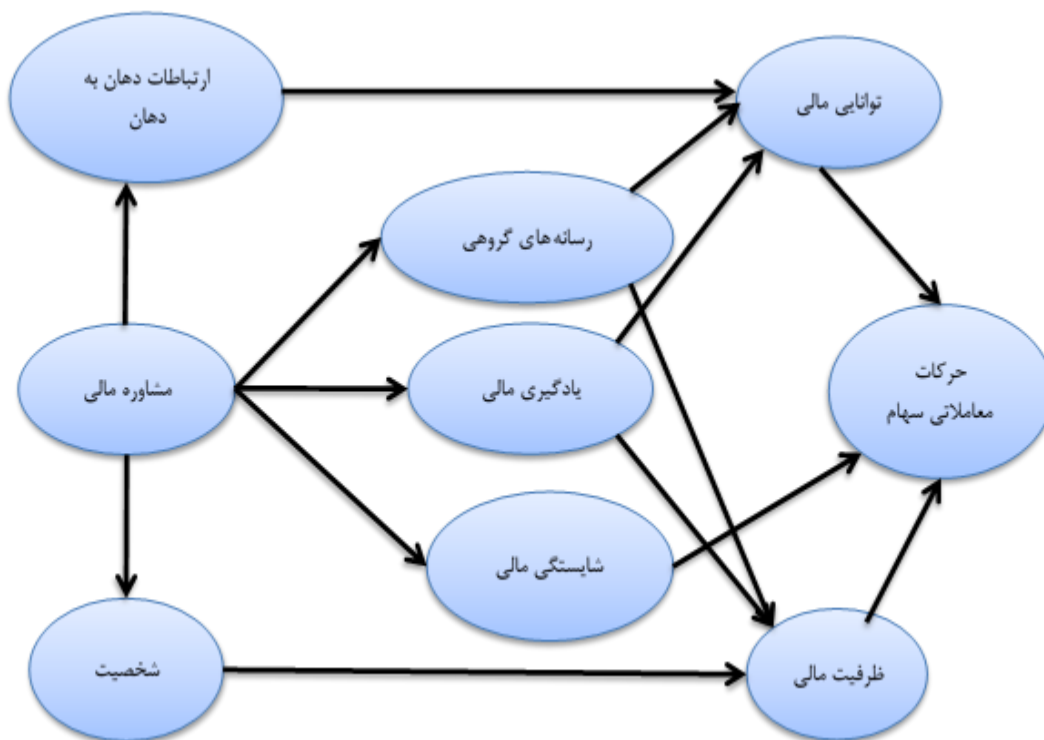 ارتباطات دهان به
دهان
توانایی مالی
رسانه‌های گروهی
مشاوره مالی
یادگیری مالی
حرکات
معاملاتی سهام
شایستگی مالی
شخصیت
ظرفیت مالی